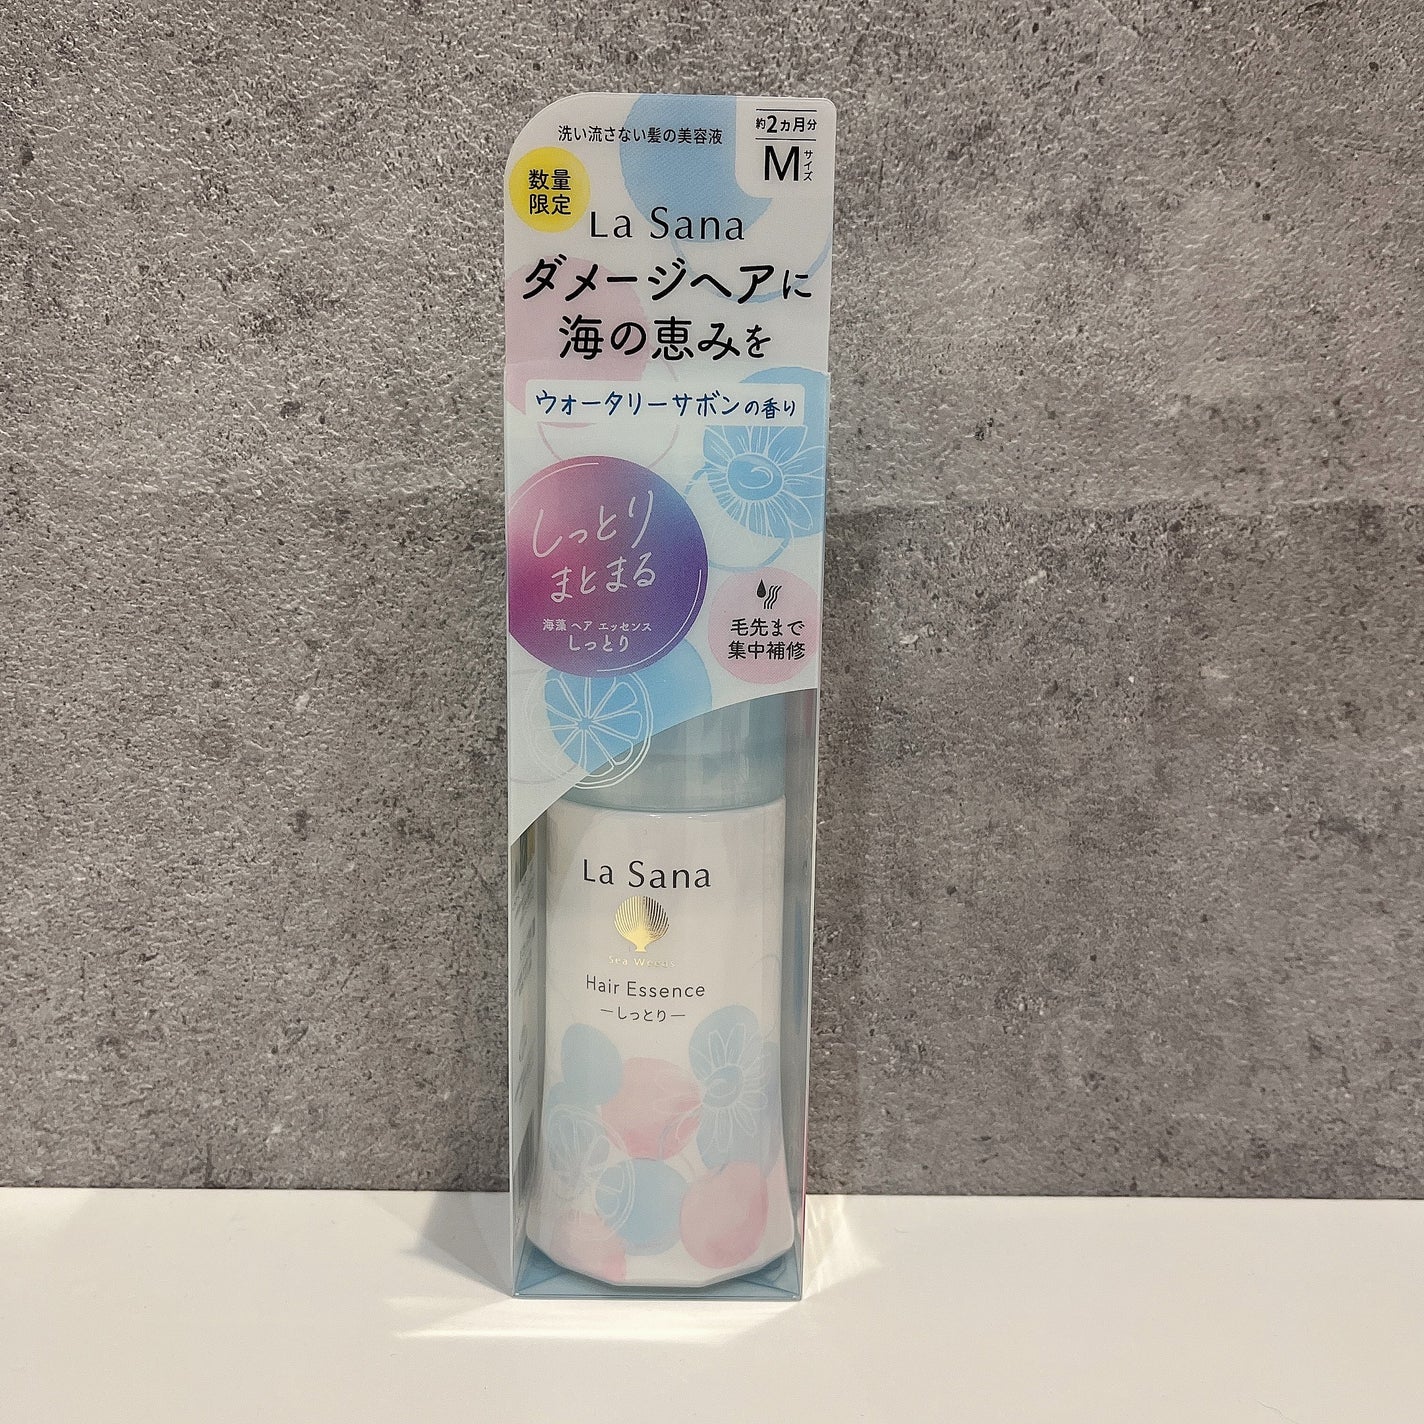 洗い流さない髪の美容液
約2ヵ月分
Mサイズ
数量
限定
La Sana
ダメージヘアに
海の恵みを
ウォータリーサボンの香り
しっとり
まとまる
海藻 ヘア エッセンス
しっとり
毛先まで
集中補修
La Sana
Sea Weeds
Hair Essence
―しっとり―